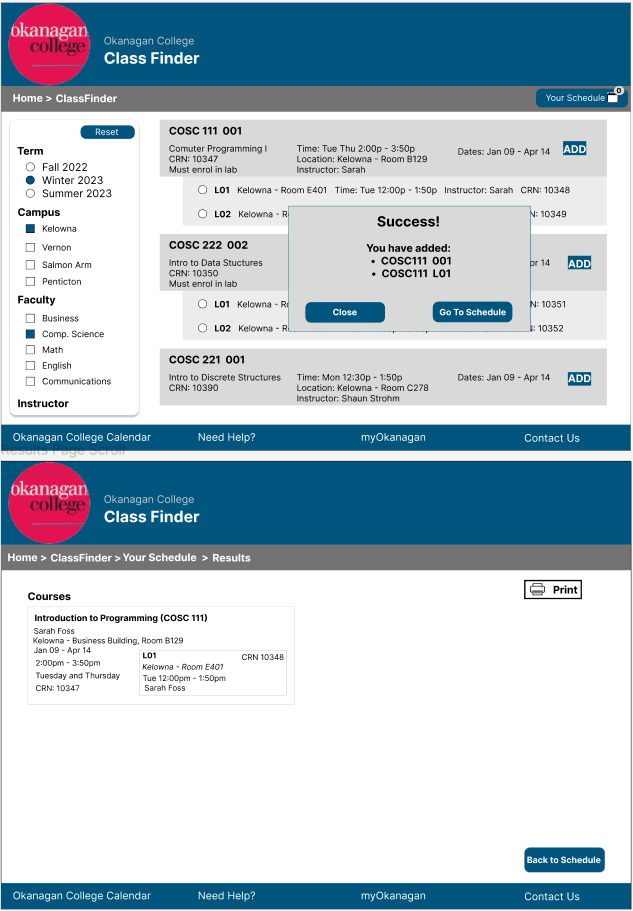 okanagan
college
Okanagan College
Class Finder
Home > ClassFinder
Your Schedule
0
Reset
Term
Fall 2022
Winter 2023
Summer 2023
Campus
Kelowna
Vernon
Salmon Arm
Penticton
Faculty
Business
Comp. Science
Math
English
Communications
Instructor
COSC 111 001
Comuter Programming I
CRN: 10347
Must enrol in lab
Time: Tue Thu 2:00p - 3:50p
Location: Kelowna - Room B129
Instructor: Sarah
Dates: Jan 09 - Apr 14
ADD
L01 Kelowna - Room E401 Time: Tue 12:00p - 1:50p Instructor: Sarah CRN: 10348
L02 Kelowna - R
N: 10349
COSC 222 002
Intro to Data Stuctures
CRN: 10350
Must enrol in lab
pr 14
ADD
L01 Kelowna - Ro
N: 10351
L02 Kelowna - R
N: 10352
Success!
You have added:
• COSC111 001
• COSC111 L01
Close
Go To Schedule
COSC 221 001
Intro to Discrete Structures
CRN: 10390
Time: Mon 12:30p - 1:50p
Location: Kelowna - Room C278
Instructor: Shaun Strohm
Dates: Jan 09 - Apr 14
ADD
Okanagan College Calendar
Need Help?
myOkanagan
Contact Us
Results Page Scroll
okanagan
college
Okanagan College
Class Finder
Home > ClassFinder > Your Schedule > Results
Print
Courses
Introduction to Programming (COSC 111)
Sarah Foss
Kelowna - Business Building, Room B129
Jan 09 - Apr 14
2:00pm - 3:50pm
Tuesday and Thursday
CRN: 10347
L01
CRN 10348
Kelowna - Room E401
Tue 12:00pm - 1:50pm
Sarah Foss
Back to Schedule
Okanagan College Calendar
Need Help?
myOkanagan
Contact Us